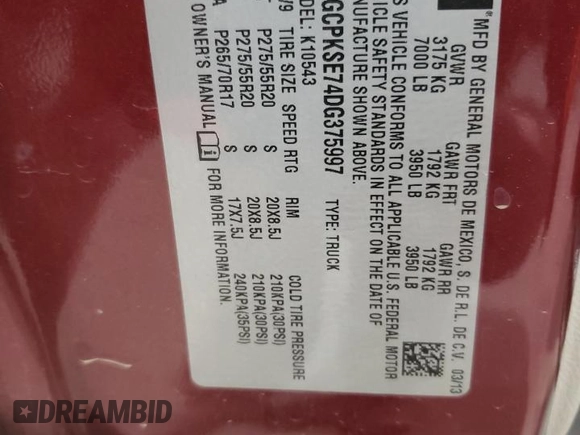 MFD BY GENERAL MOTORS DE MEXICO, S. DE R.L. DE C.V. 03/13
GVWR GAWR FRT GAWR RR
3175 KG 1792 KG 1792 KG
7000 LB 3950 LB 3950 LB
VEHICLE CONFORMS TO ALL APPLICABLE U.S. FEDERAL MOTOR
SAFETY STANDARDS IN EFFECT ON THE DATE OF
SHOWN ABOVE.
GCPKSE74DG375997 TYPE: TRUCK
MODEL: K10543
TIRE SIZE SPEED RTG RIM COLD TIRE PRESSURE
P275/55R20 S 20X8.5J 210KPA(30PSI)
P275/55R20 S 20X8.5J 210KPA(30PSI)
P265/70R17 S 17X7.5J 240KPA(35PSI)
OWNER'S MANUAL FOR MORE INFORMATION.
DREAMBID